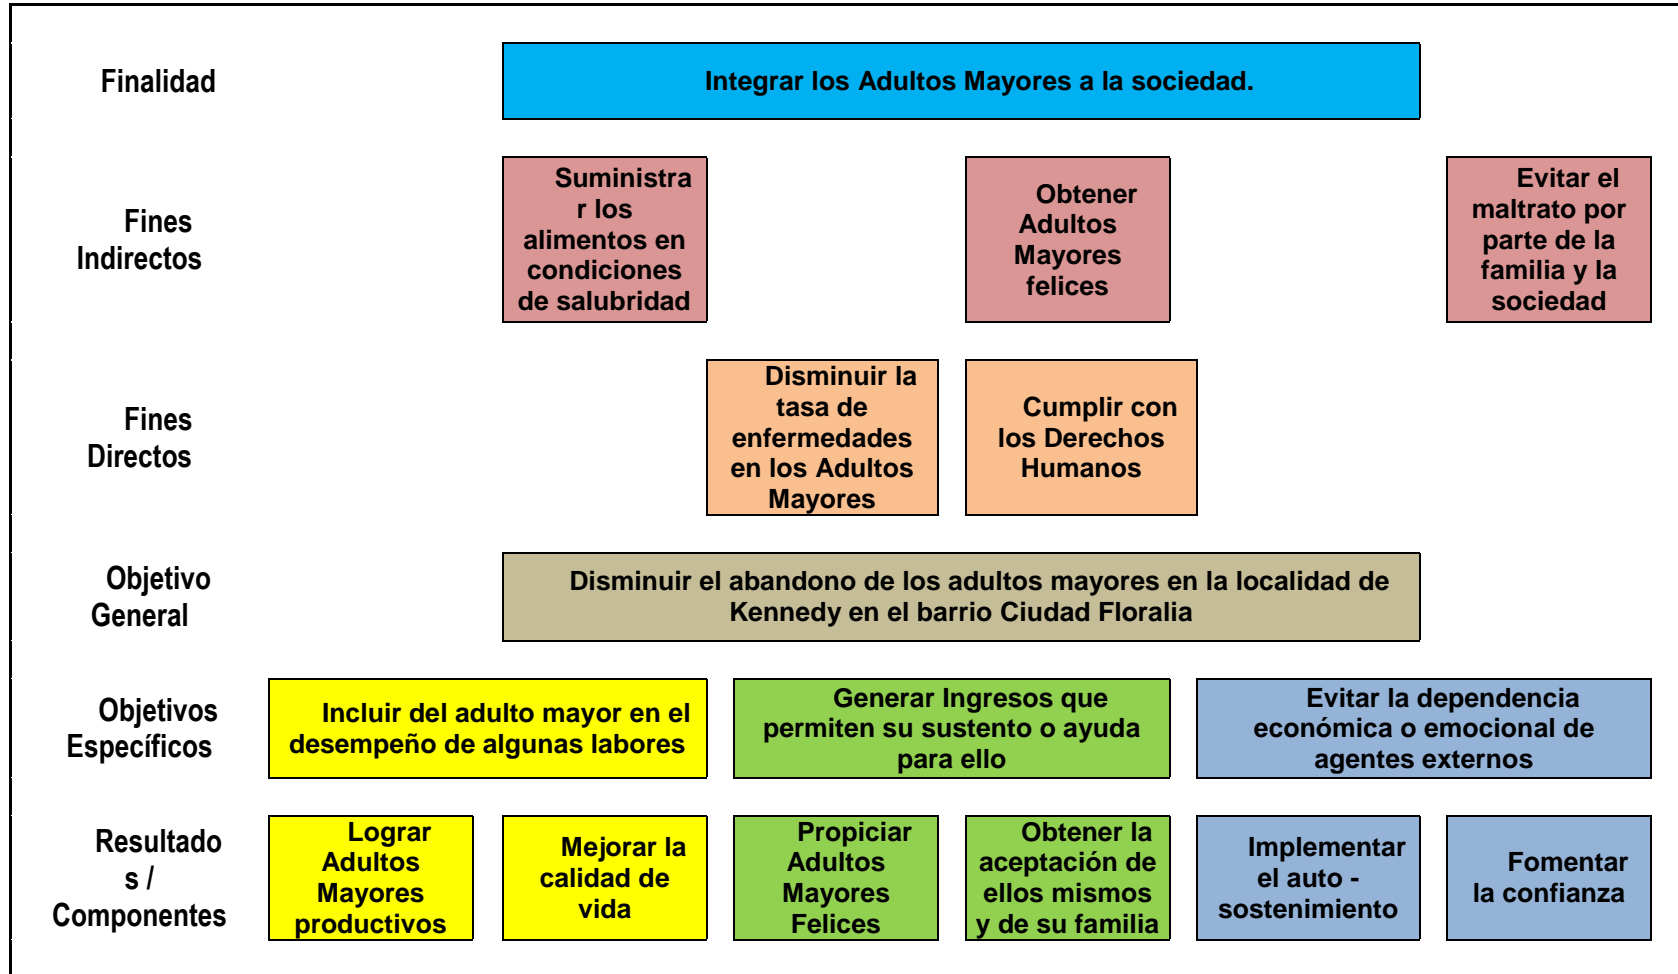 Finalidad
Integrar los Adultos Mayores a la sociedad.
Fines
Indirectos
Suministra
r los
alimentos en
condiciones
de salubridad
Obtener
Adultos
Mayores
felices
Evitar el
maltrato por
parte de la
familia y la
sociedad
Fines
Directos
Disminuir la
tasa de
enfermedades
en los Adultos
Mayores
Cumplir con
los Derechos
Humanos
Objetivo
General
Disminuir el abandono de los adultos mayores en la localidad de
Kennedy en el barrio Ciudad Floralia
Objetivos
Específicos
Incluir del adulto mayor en el
desempeño de algunas labores
Generar Ingresos que
permiten su sustento o ayuda
para ello
Evitar la dependencia
económica o emocional de
agentes externos
Resultado
s /
Componentes
Lograr
Adultos
Mayores
productivos
Mejorar la
calidad de
vida
Propiciar
Adultos
Mayores
Felices
Obtener la
aceptación de
ellos mismos
y de su familia
Implementar
el auto -
sostenimiento
Fomentar
la confianza